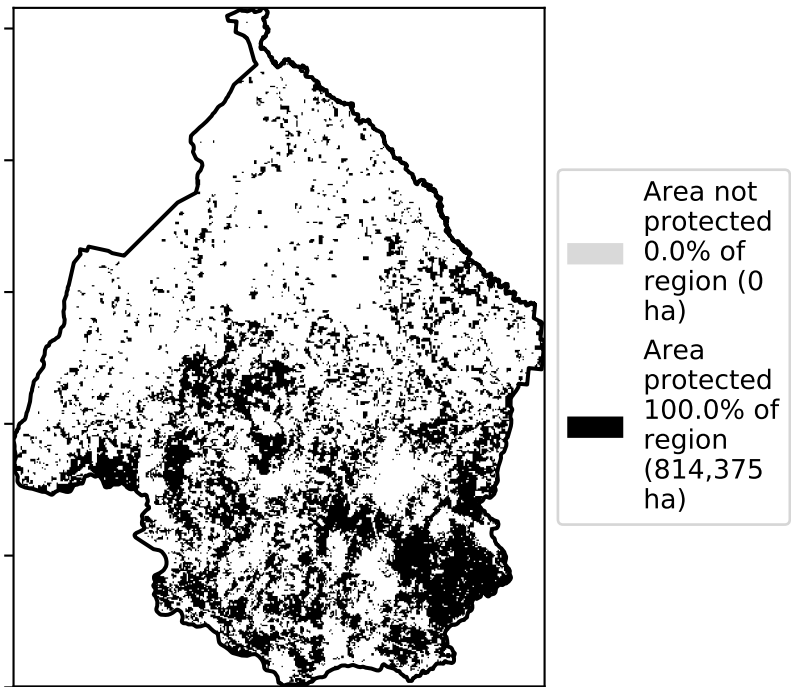 Area not
protected
0.0% of
region (0
ha)
Area
protected
100.0% of
region
(814,375
ha)